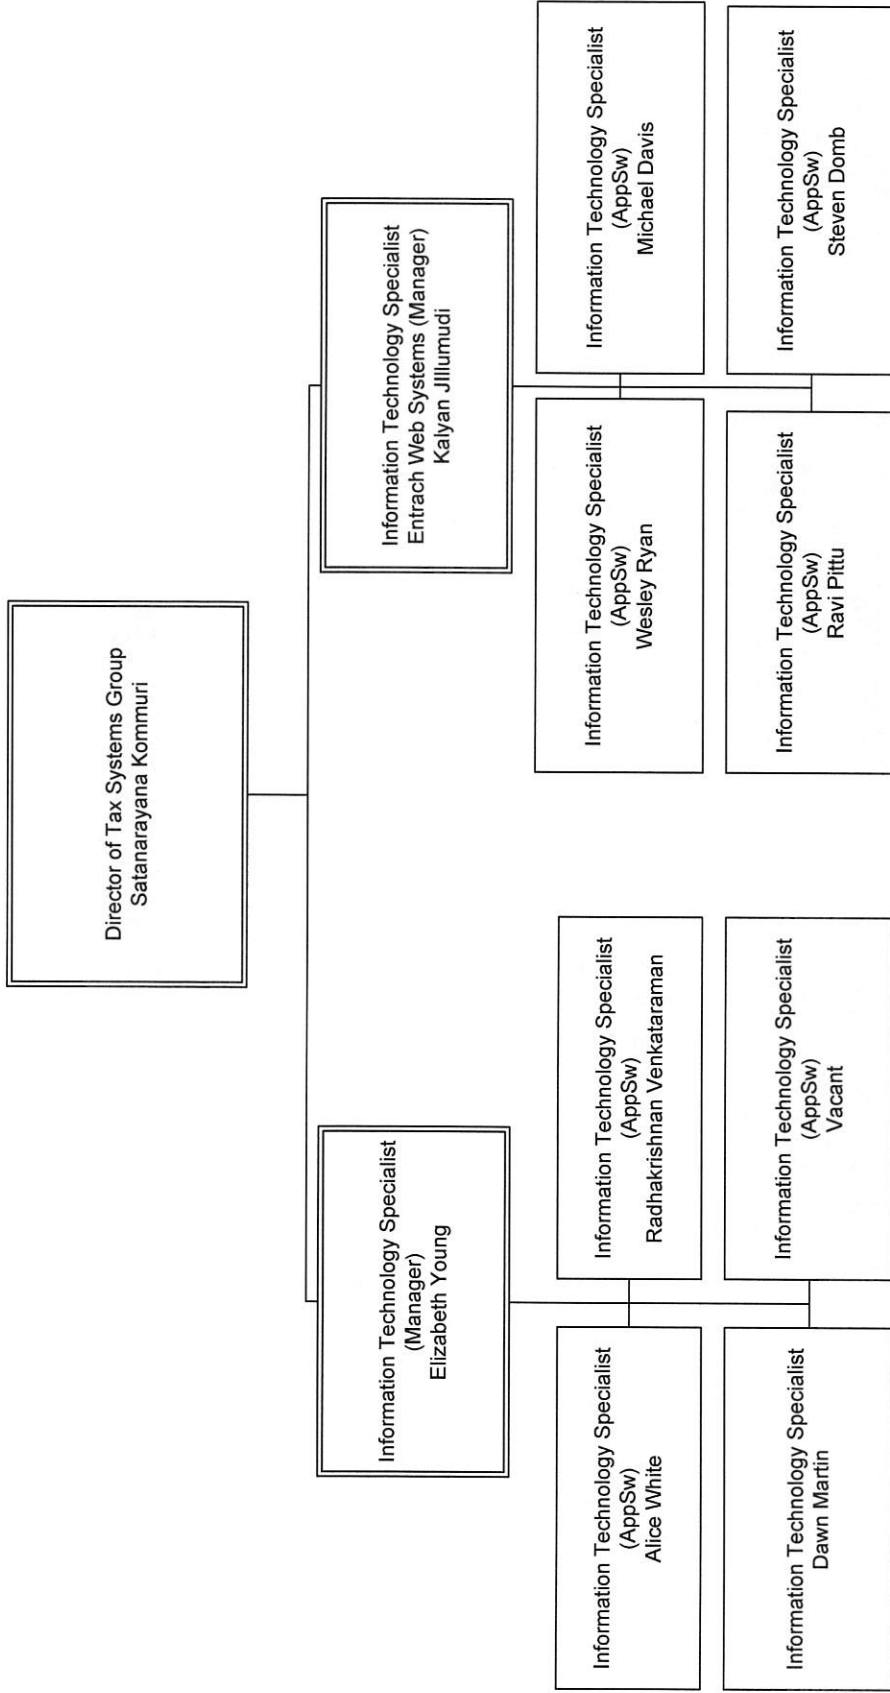 Director of Tax Systems Group
Satanarayana Kommuri
Information Technology Specialist
(Manager)
Elizabeth Young
Information Technology Specialist
Entrach Web Systems (Manager)
Kalyan JIllumudi
Information Technology Specialist
(AppSw)
Alice White
Information Technology Specialist
(AppSw)
Radhakrishnan Venkataraman
Information Technology Specialist
(AppSw)
Wesley Ryan
Information Technology Specialist
(AppSw)
Michael Davis
Information Technology Specialist
Dawn Martin
Information Technology Specialist
(AppSw)
Vacant
Information Technology Specialist
(AppSw)
Ravi Pittu
Information Technology Specialist
(AppSw)
Steven Domb